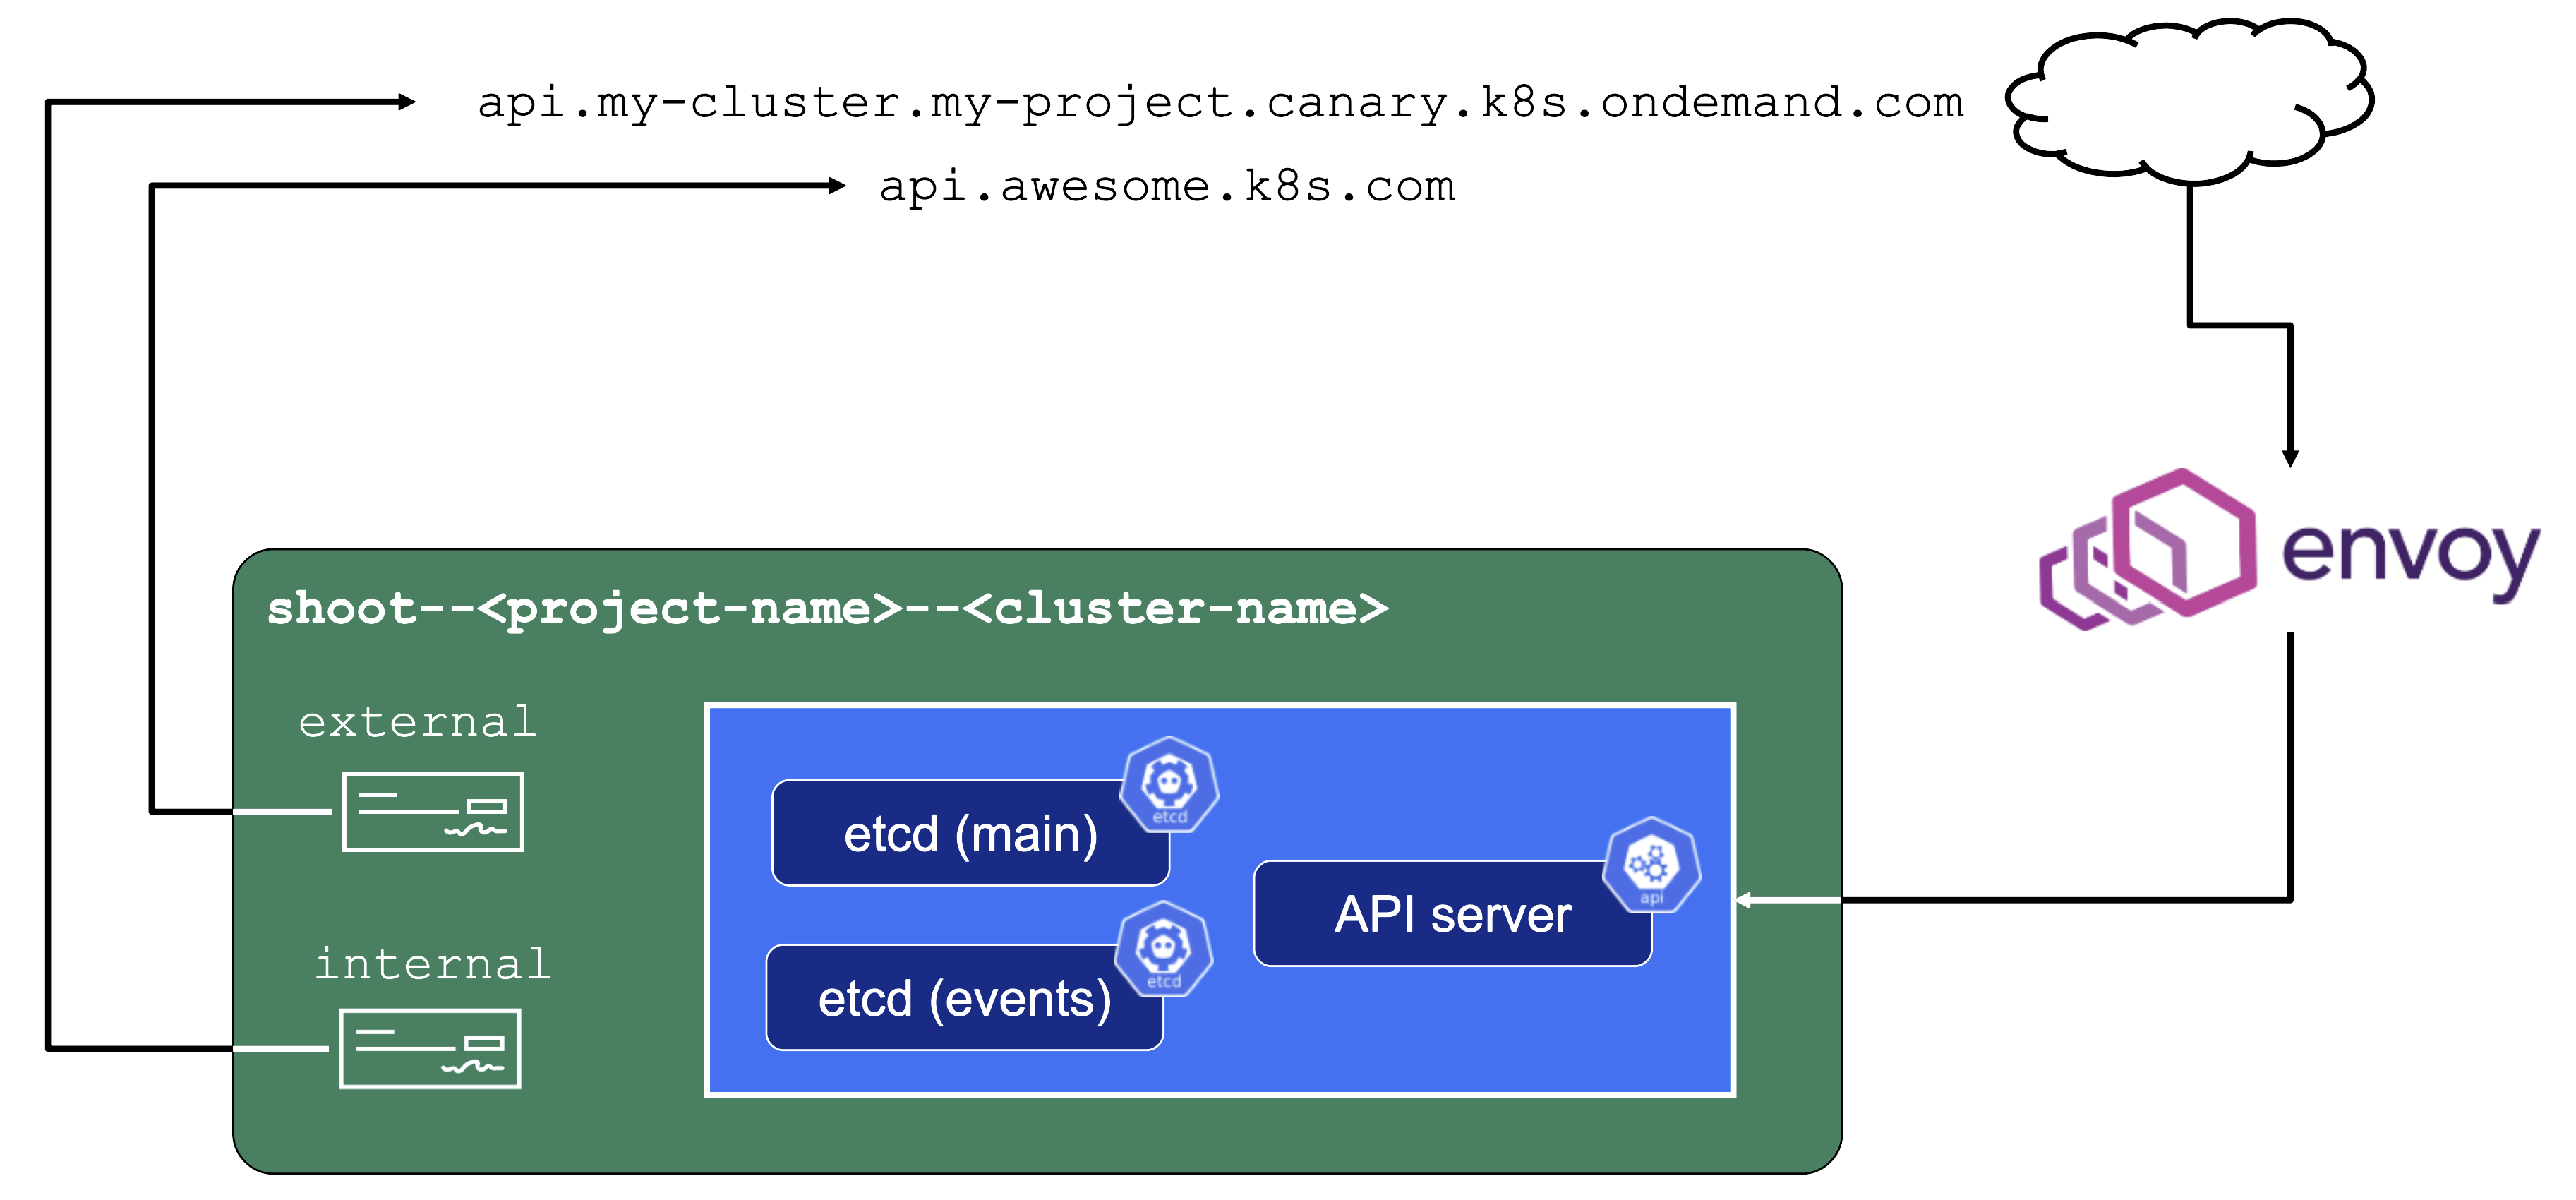 api.my-cluster.my-project.canary.k8s.ondemand.com
api.awesome.k8s.com
envoy
shoot--<project-name>--<cluster-name>
external
internal
etcd (main)
etcd
etcd (events)
etcd
API server
api